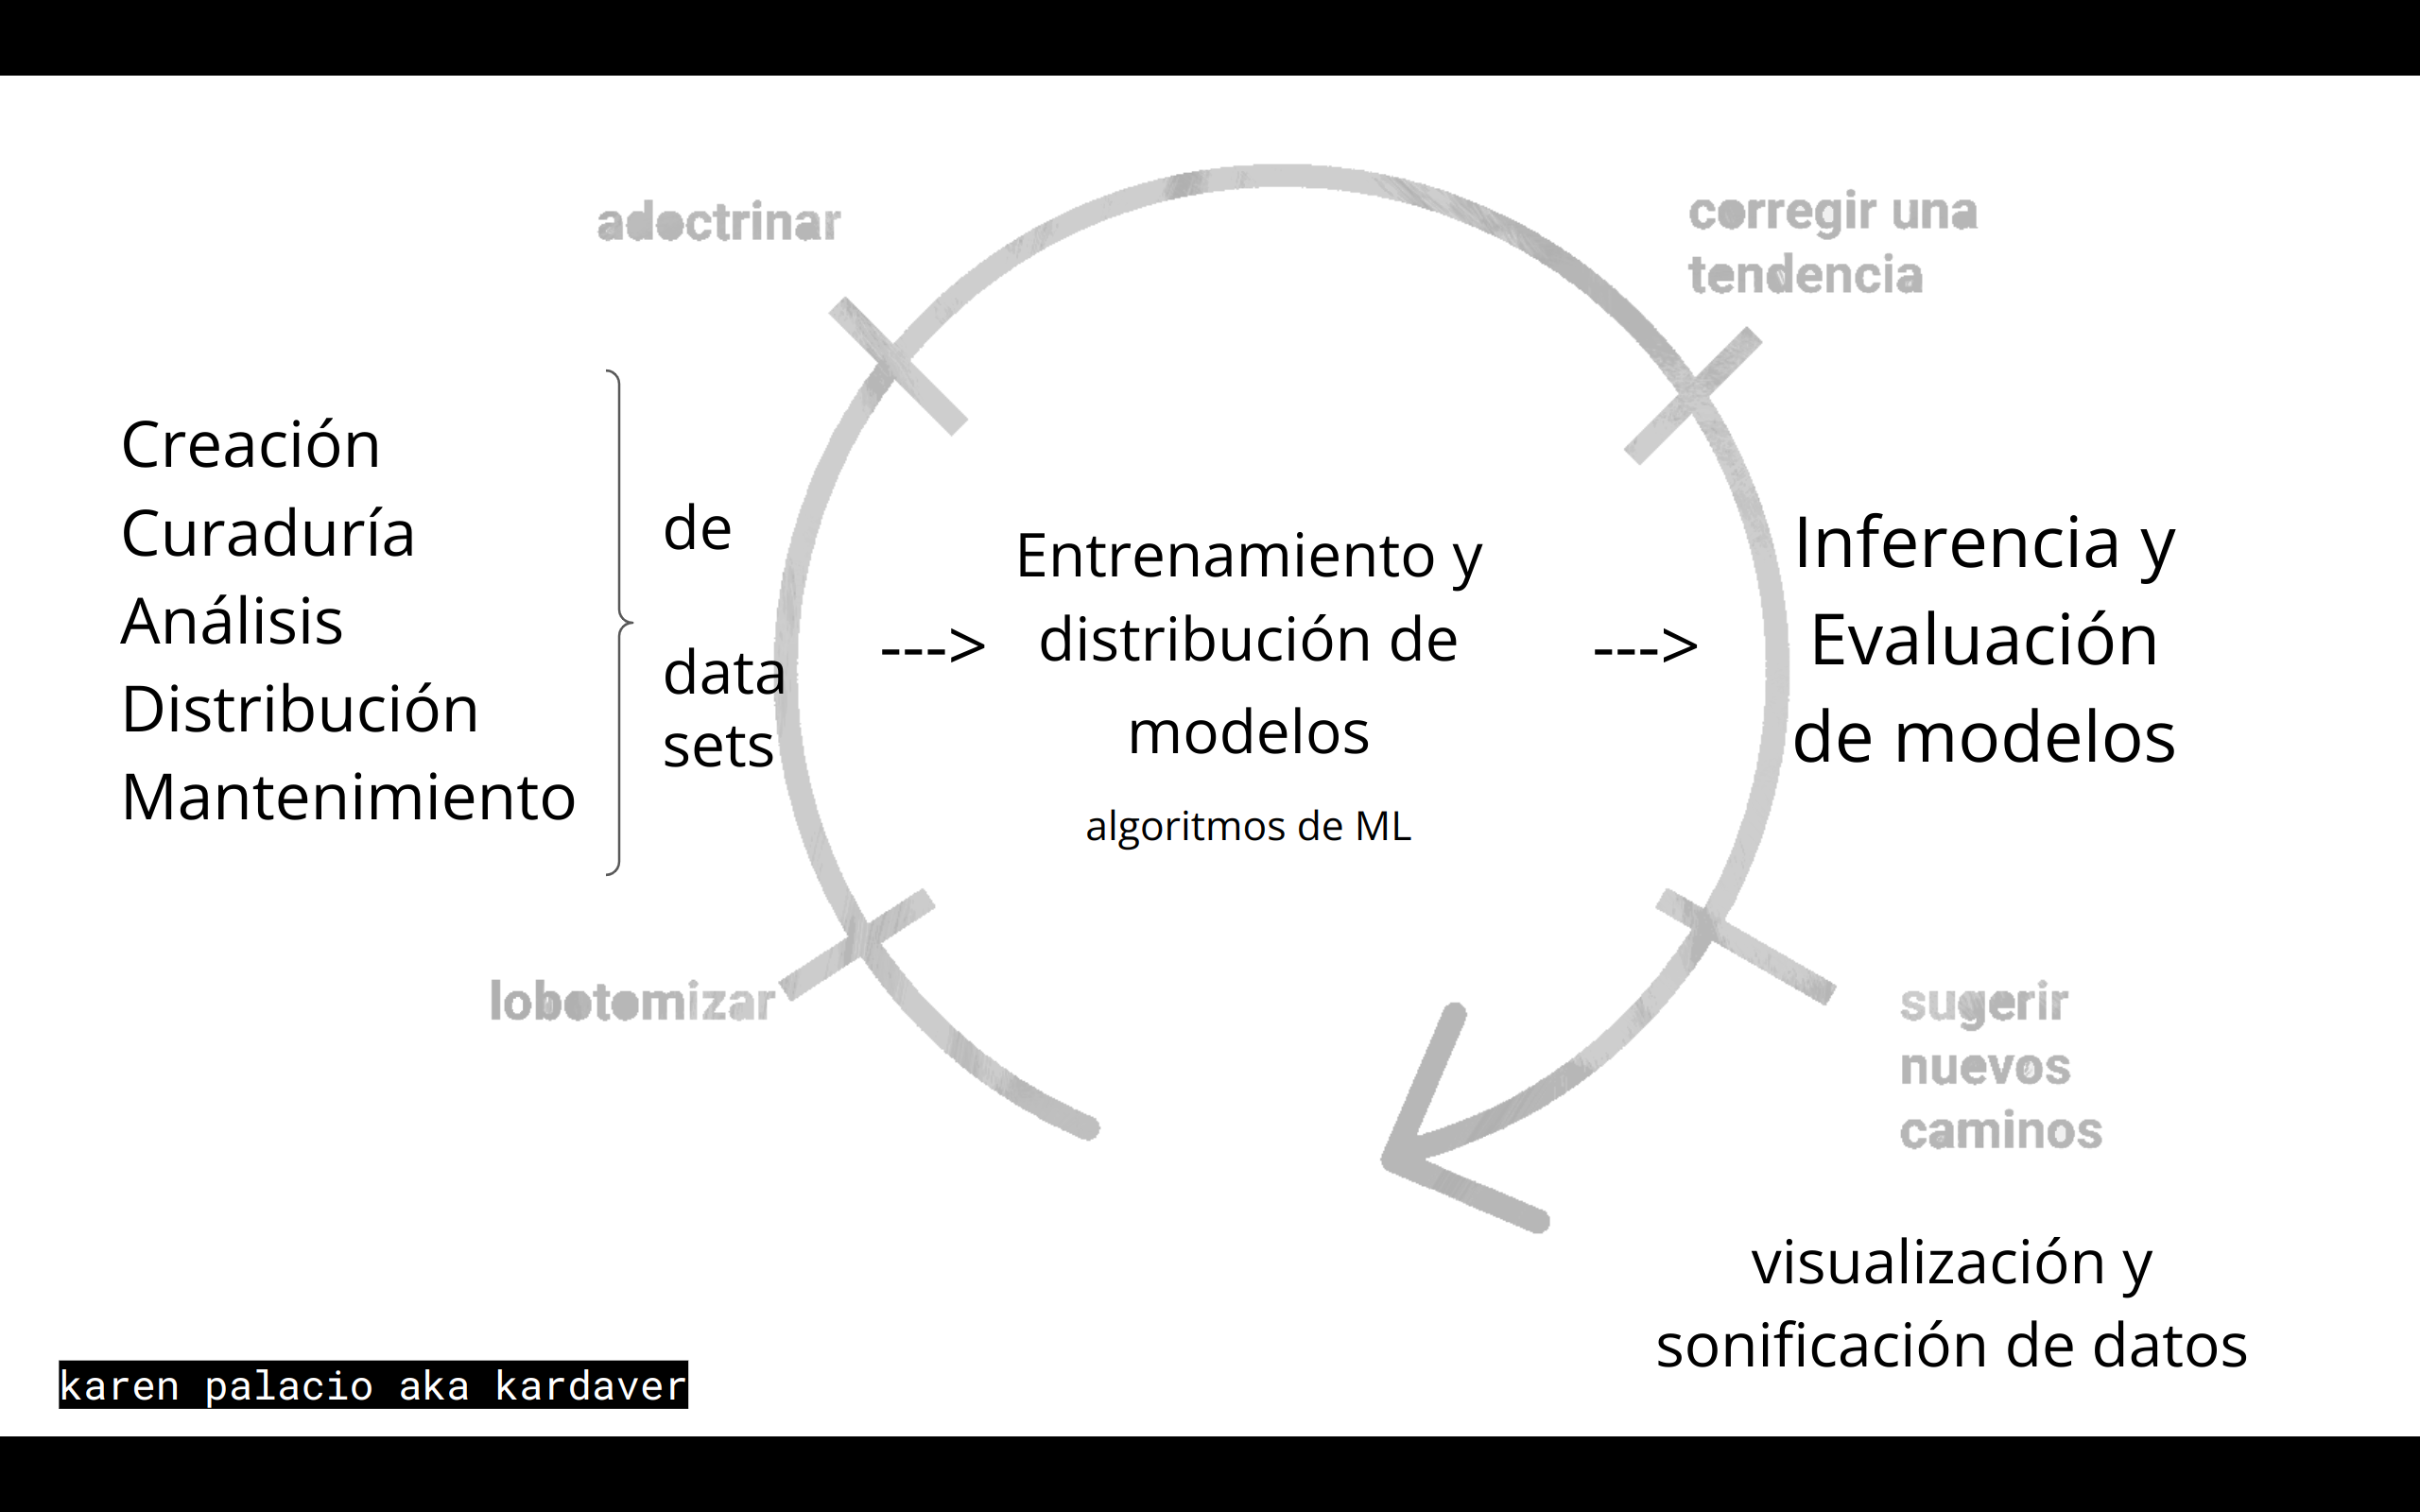 adoctrinar
corregir una
tendencia
Creación
Curaduría
Análisis
Distribución
Mantenimiento
de
data
sets
--->
Entrenamiento y
distribución de
modelos
algoritmos de ML
--->
Inferencia y
Evaluación
de modelos
lobotomizar
sugerir
nuevos
caminos
visualización y
sonificación de datos
karen palacio aka kardaver